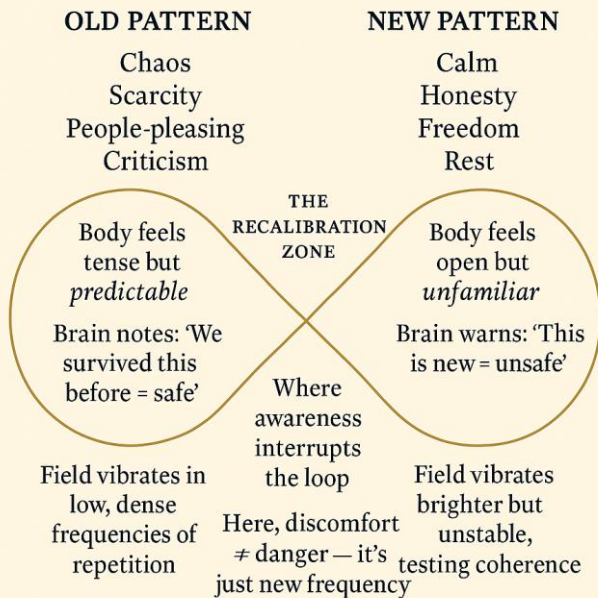 OLD PATTERN
Chaos
Scarcity
People-pleasing
Criticism
Body feels
tense but
predictable
Brain notes: ‘We
survived this
before = safe’
Field vibrates in
low, dense
frequencies of
repetition
THE
RECALIBRATION
ZONE
Where
awareness
interrupts
the loop
Here, discomfort
≠ danger — it’s
just new frequency
NEW PATTERN
Calm
Honesty
Freedom
Rest
Body feels
open but
unfamiliar
Brain warns: ‘This
is new = unsafe’
Field vibrates
brighter but
unstable,
testing coherence